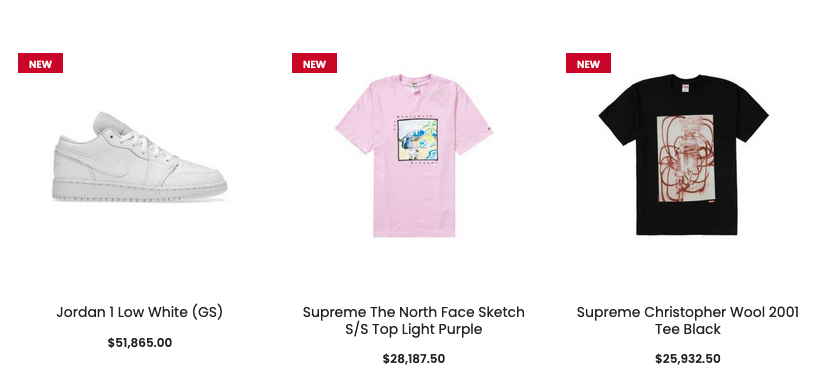 NEW
NEW
NEW
Jordan 1 Low White (GS)
$51,865.00
Supreme The North Face Sketch
S/S Top Light Purple
$28,187.50
Supreme Christopher Wool 2001
Tee Black
$25,932.50